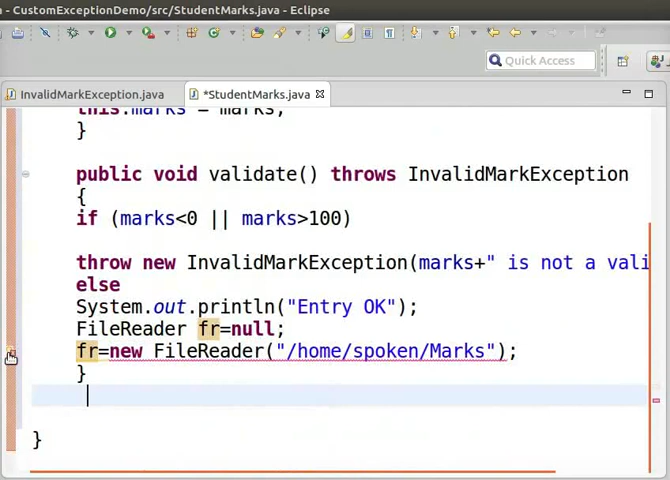 - CustomExceptionDemo/src/StudentMarks.java - Eclipse
Quick Access
InvalidMarkException.java *StudentMarks.java
this.marks = marks;
}
public void validate() throws InvalidMarkException
{
if (marks<0 || marks>100)
throw new InvalidMarkException(marks+" is not a vali
else
System.out.println("Entry OK");
FileReader fr=null;
fr=new FileReader("/home/spoken/Marks");
}
}